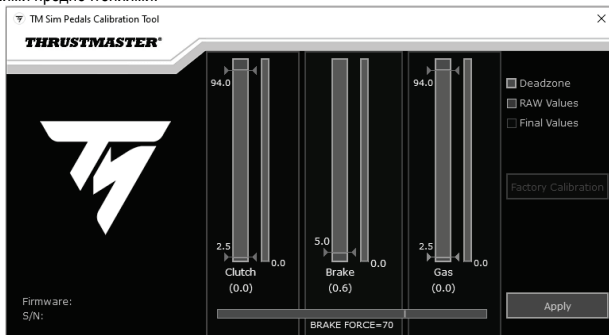 TM Sim Pedals Calibration Tool
THRUSTMASTER®
94.0
94.0
Deadzone
RAW Values
Final Values
Factory Calibration
2.5
5.0
2.5
0.0
0.0
0.0
Clutch
Brake
Gas
(0.0)
(0.6)
(0.0)
Firmware:
S/N:
Apply
BRAKE FORCE=70